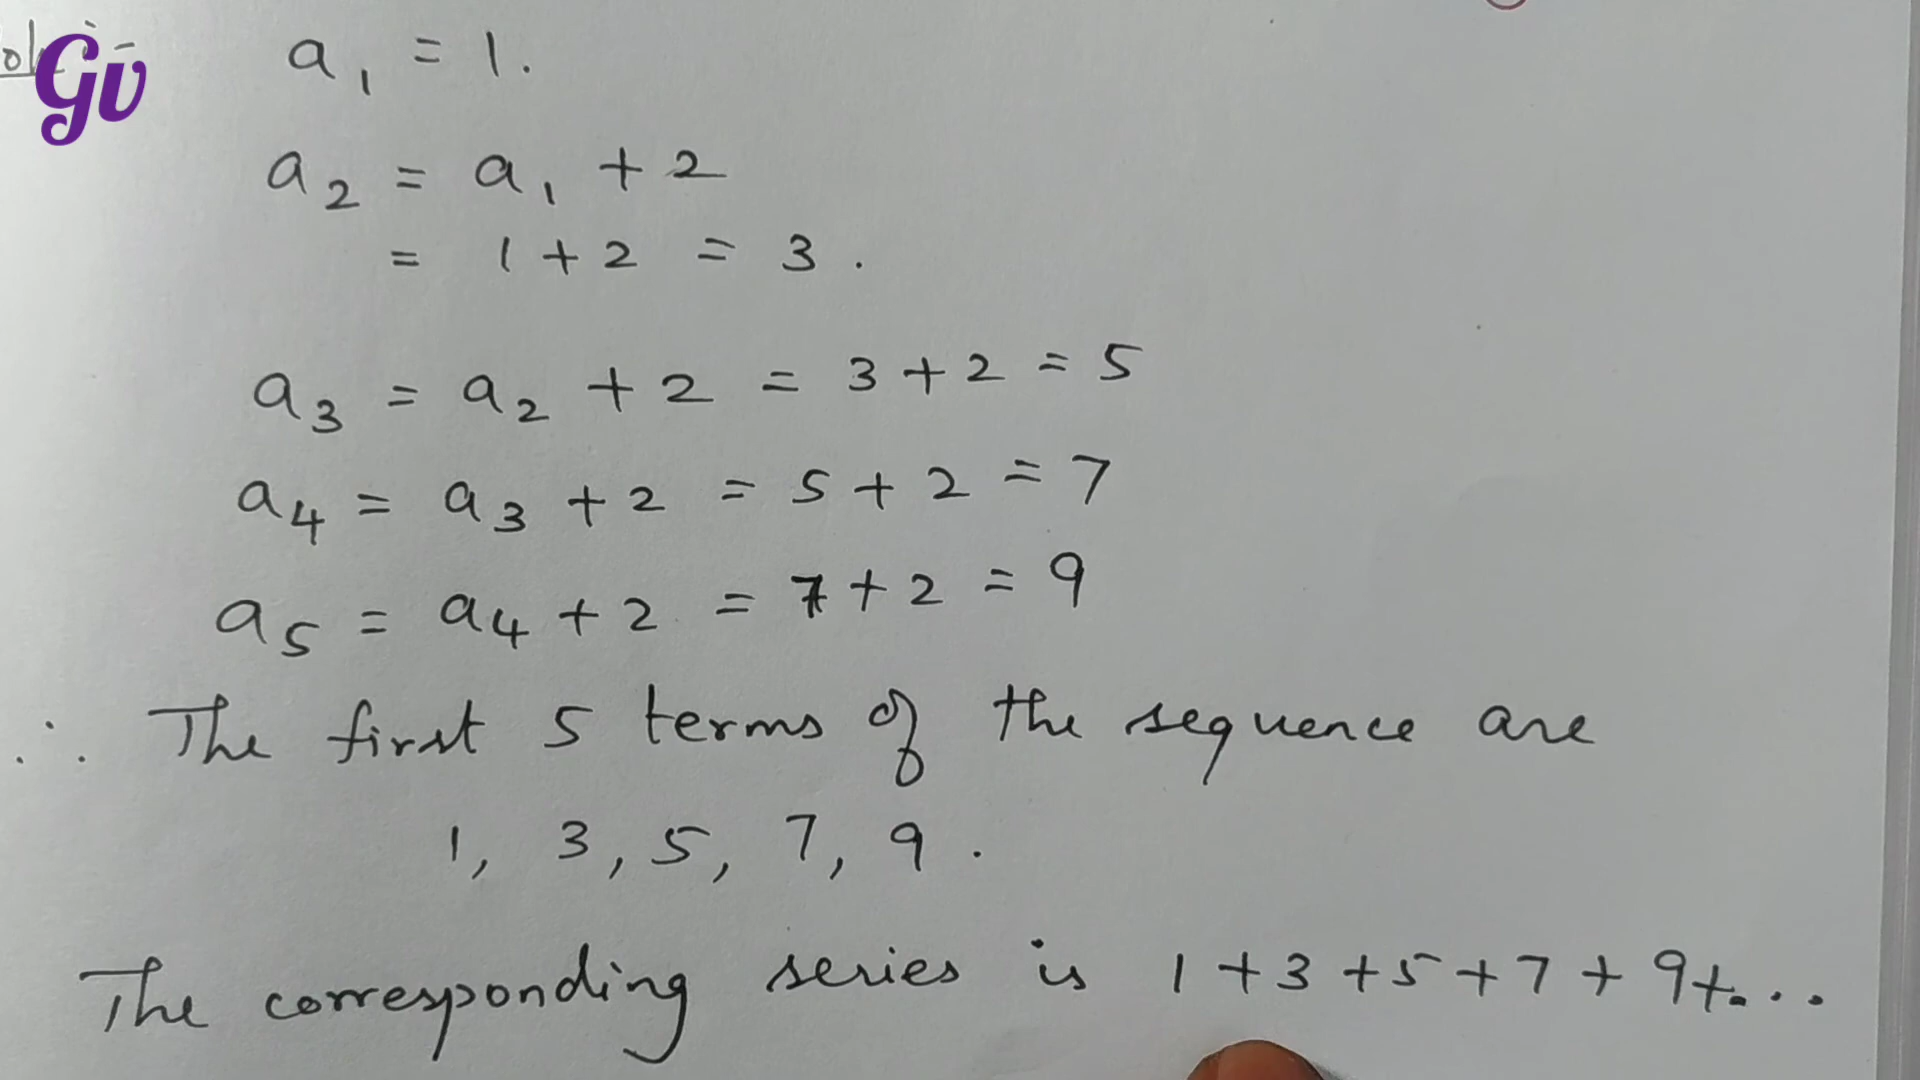 Gv
a₁ = 1.
a₂ = a₁ + 2
= 1 + 2 = 3.
a₃ = a₂ + 2 = 3 + 2 = 5
a₄ = a₃ + 2 = 5 + 2 = 7
a₅ = a₄ + 2 = 7 + 2 = 9
∴ The first 5 terms of the sequence are
1, 3, 5, 7, 9.
The corresponding series is 1 + 3 + 5 + 7 + 9 + ....